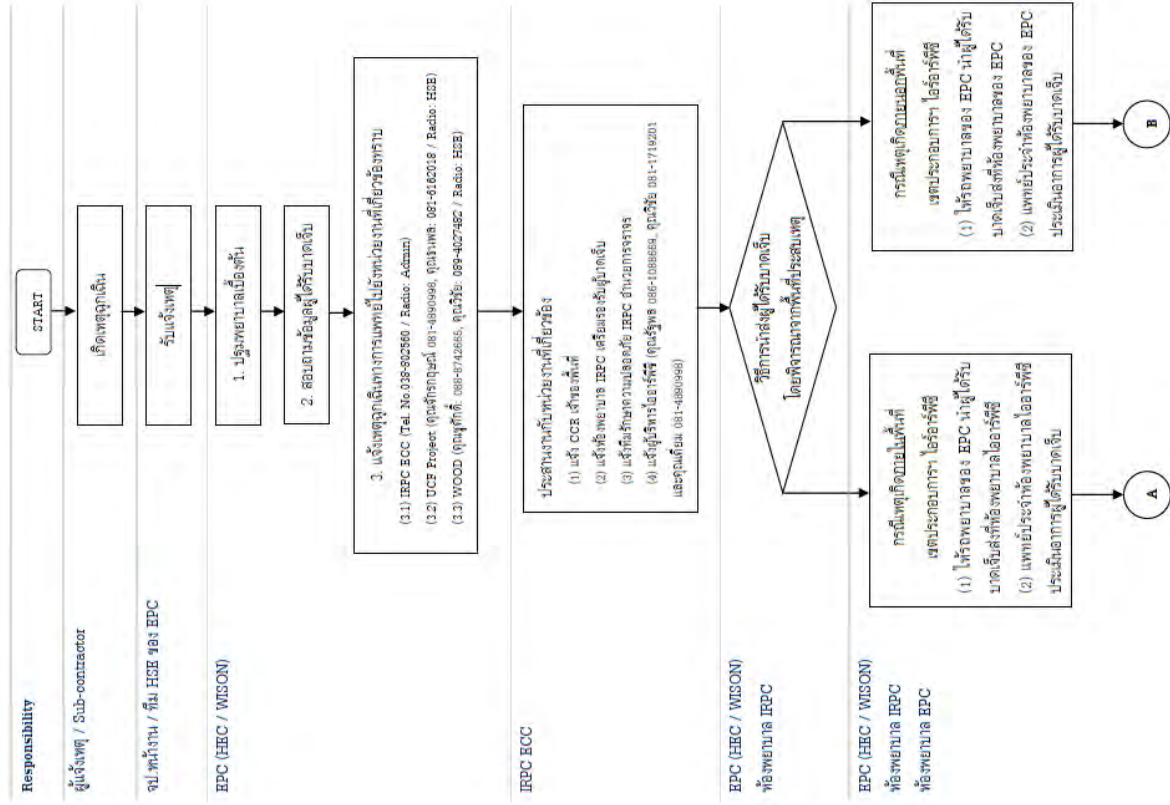 Responsibility
START
ผู้แจ้งเหตุ / Sub-contractor
เกิดเหตุฉุกเฉิน
จป.หน้างาน / ทีม HSE ของ EPC
รับแจ้งเหตุ
EPC (HEC / WISON)
1. ปฐมพยาบาลเบื้องต้น
2. สอบถามข้อมูลผู้ได้รับบาดเจ็บ
3. แจ้งเหตุฉุกเฉินทางการแพทย์ไปยังหน่วยงานที่เกี่ยวข้องทราบ
(3.1) IRPC ECC (Tel. No.038-802560 / Radio: Admin)
(3.2) UCF Project (คุณจักรกฤษณ์ 081-4890998, คุณธนพล: 081-6162018 / Radio: HSE)
(3.3) WOOD (คุณชูศักดิ์: 088-8742665, คุณวิชัย: 089-4027482 / Radio: HSE)
IRPC ECC
ประสานงานกับหน่วยงานที่เกี่ยวข้อง
(1) แจ้ง CCR เจ้าของพื้นที่
(2) แจ้งห้องพยาบาล IRPC เตรียมรองรับผู้บาดเจ็บ
(3) แจ้งทีมรักษาความปลอดภัย IRPC อำนวยการจราจร
(4) แจ้งผู้บริหารไออาร์พีซี (คุณรัฐพล 086-1088669, คุณวิชัย 081-1719201
และคุณเตียม 081-4890998)
EPC (HEC / WISON)
ห้องพยาบาล IRPC
วิธีการนำส่งผู้ได้รับบาดเจ็บ
โดยพิจารณาจากพื้นที่ประสบเหตุ
EPC (HEC / WISON)
ห้องพยาบาล IRPC
ห้องพยาบาล EPC
กรณีเหตุเกิดภายในพื้นที่
เขตประกอบการฯ ไออาร์พีซี
(1) ให้รถพยาบาลของ EPC นำผู้ได้รับ
บาดเจ็บส่งที่ห้องพยาบาลไออาร์พีซี
(2) แพทย์ประจำห้องพยาบาลไออาร์พีซี
ประเมินอาการผู้ได้รับบาดเจ็บ
A
กรณีเหตุเกิดภายนอกพื้นที่
เขตประกอบการฯ ไออาร์พีซี
(1) ให้รถพยาบาลของ EPC นำผู้ได้รับ
บาดเจ็บส่งที่ห้องพยาบาลของ EPC
(2) แพทย์ประจำห้องพยาบาลของ EPC
ประเมินอาการผู้ได้รับบาดเจ็บ
B